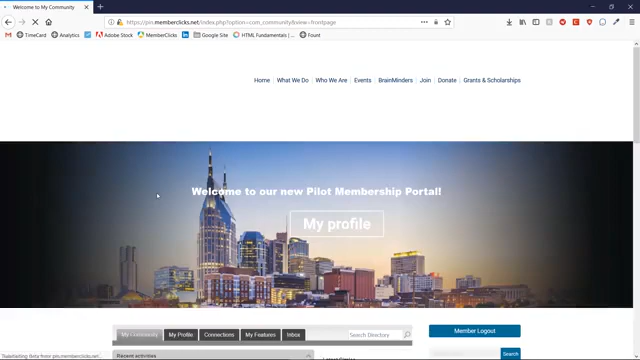 Welcome to My Community
https://pin.memberclicks.net/index.php?option=com_community&view=frontpage
TimeCard Analytics Adobe Stock MemberClicks Google Site HTML Fundamentals Fount
Home What We Do Who We Are Events BrainMinders Join Donate Grants & Scholarships
Welcome to our new Pilot Membership Portal!
My profile
My Community My Profile Connections My Features Inbox Search Directory
Member Logout
Recent activities
Search